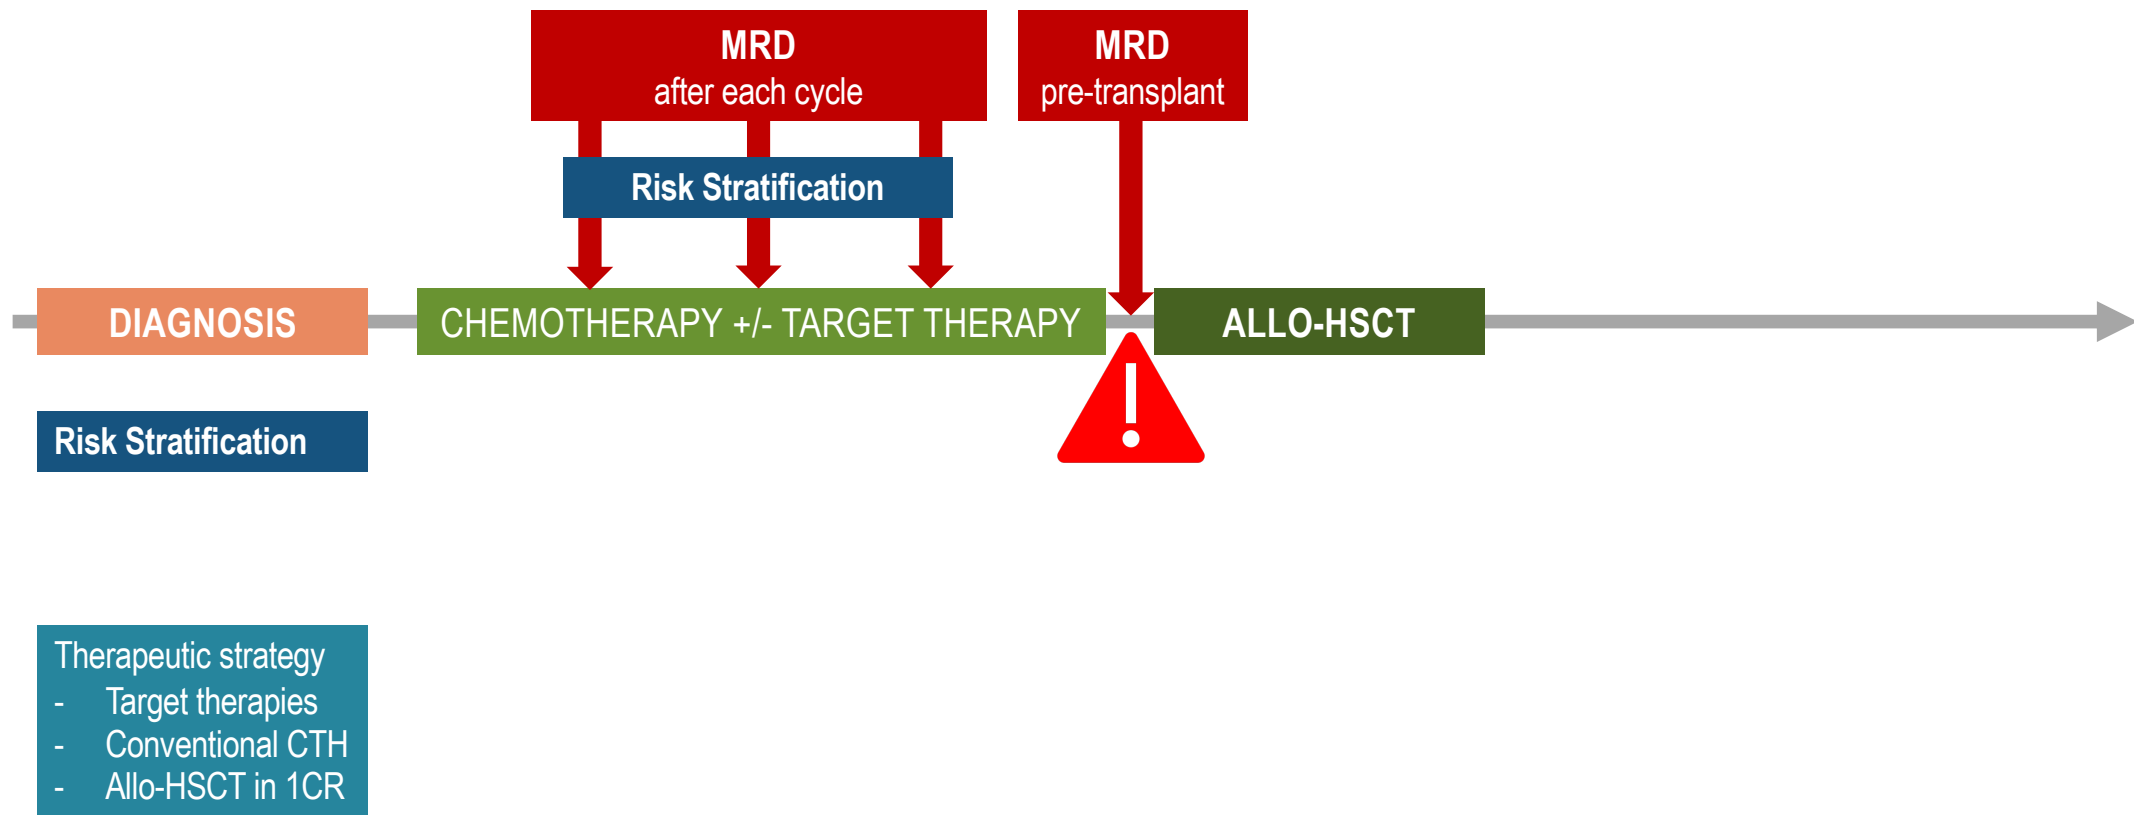 MRD
after each cycle
MRD
pre-transplant
Risk Stratification
DIAGNOSIS
CHEMOTHERAPY +/- TARGET THERAPY
ALLO-HSCT
Risk Stratification
Therapeutic strategy
- Target therapies
- Conventional CTH
- Allo-HSCT in 1CR